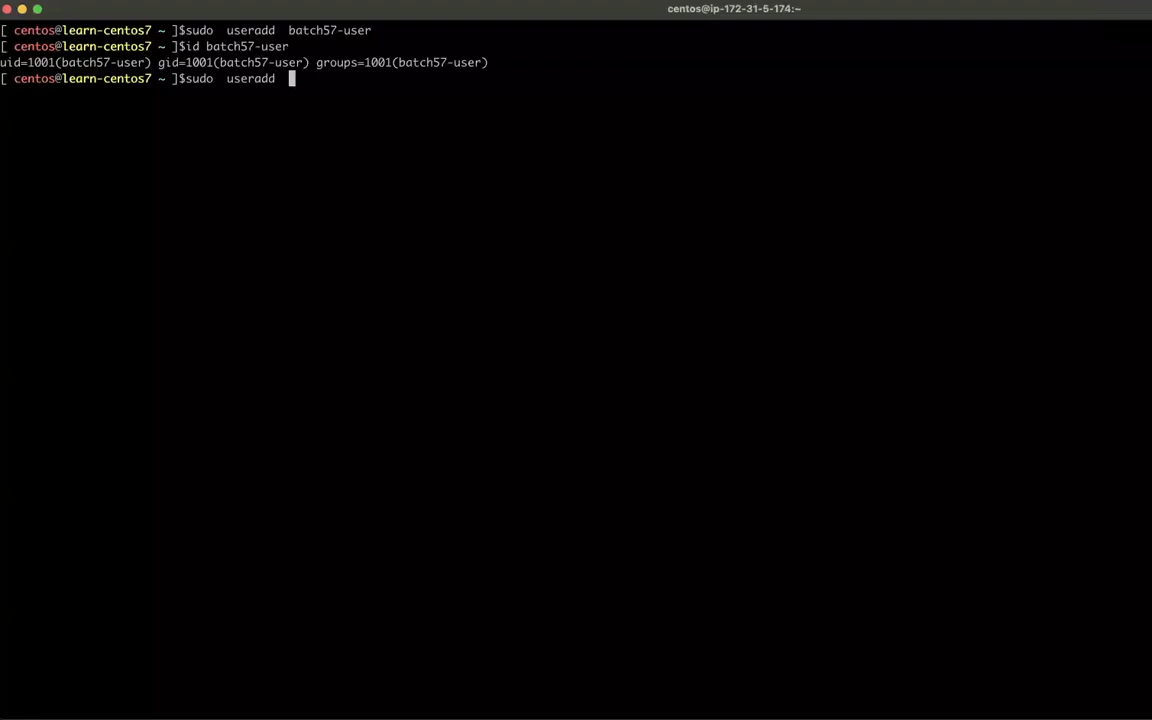 centos@ip-172-31-5-174:~
[ centos@learn-centos7 ~ ]$sudo  useradd  batch57-user
[ centos@learn-centos7 ~ ]$id batch57-user
uid=1001(batch57-user) gid=1001(batch57-user) groups=1001(batch57-user)
[ centos@learn-centos7 ~ ]$sudo  useradd